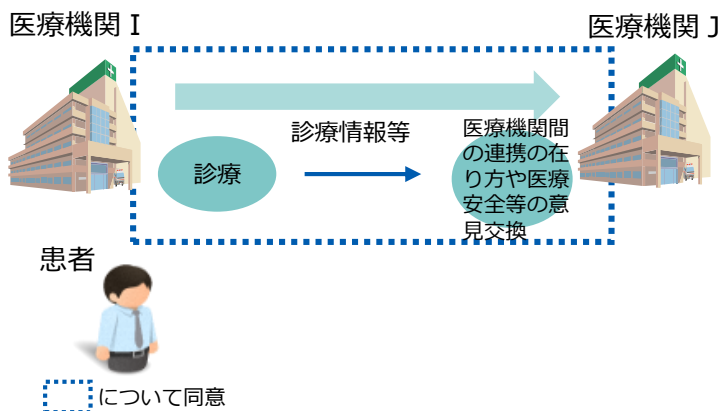 医療機関 I
医療機関 J
診療情報等
診療
医療機関間
の連携の在
り方や医療
安全等の意
見交換
患者
について同意